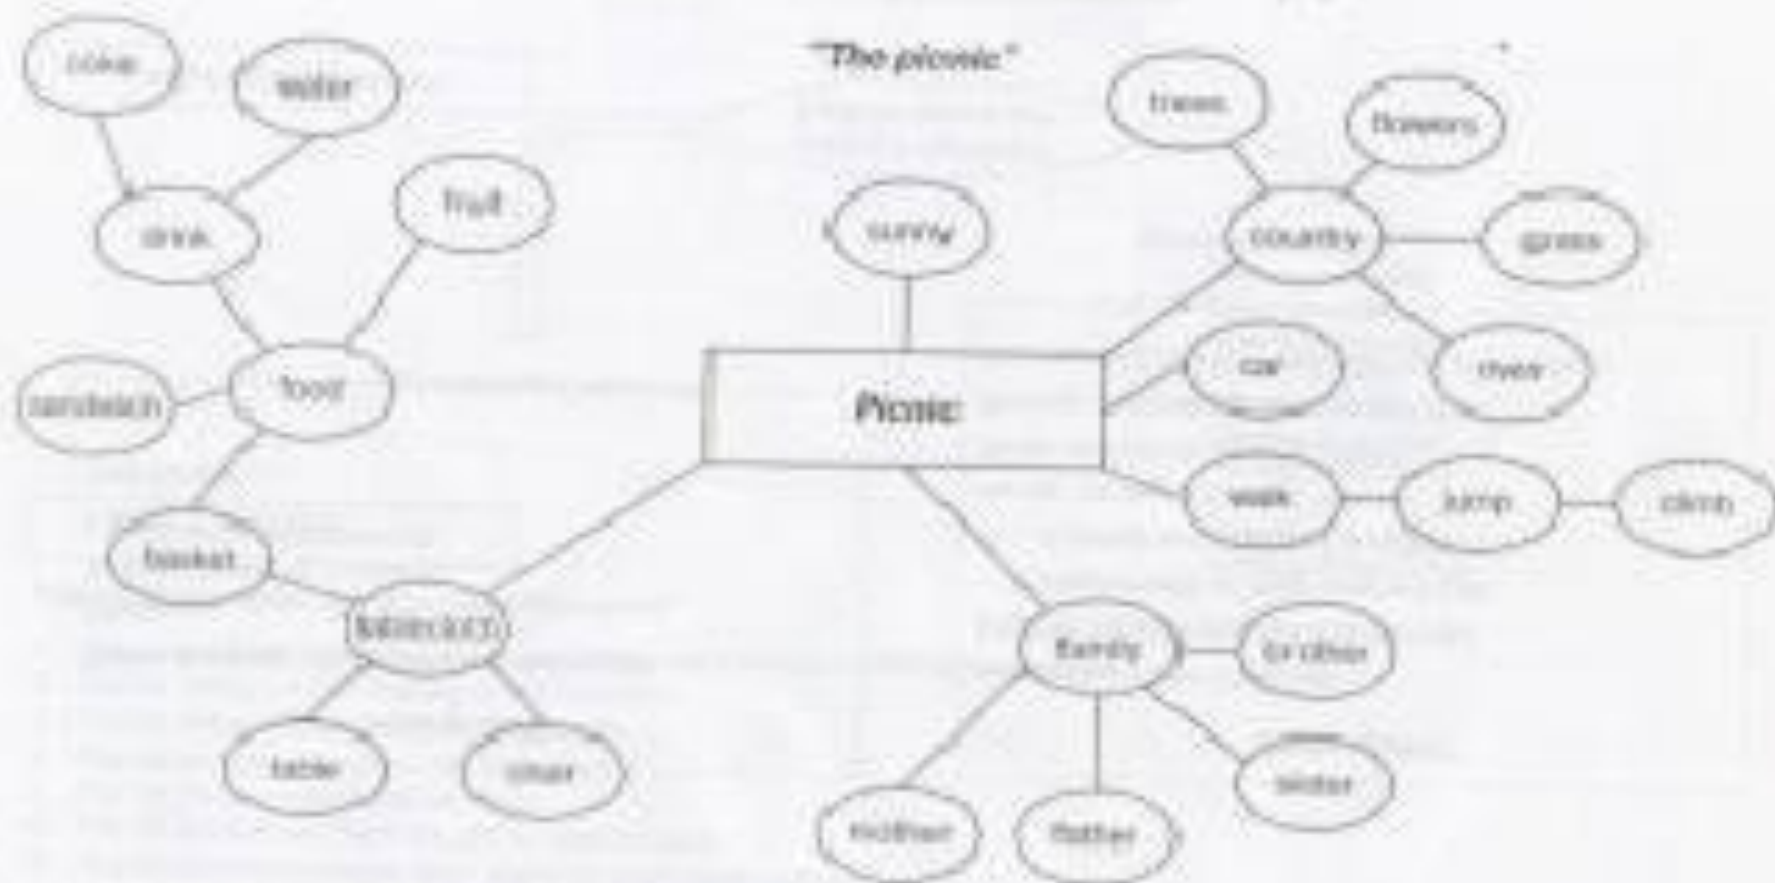 "The picnic"
coke
water
trees
flowers
drink
fruit
sunny
country
grass
sandwich
food
Picnic
car
river
walk
jump
climb
basket
tablecloth
family
brother
table
chair
sister
mother
father